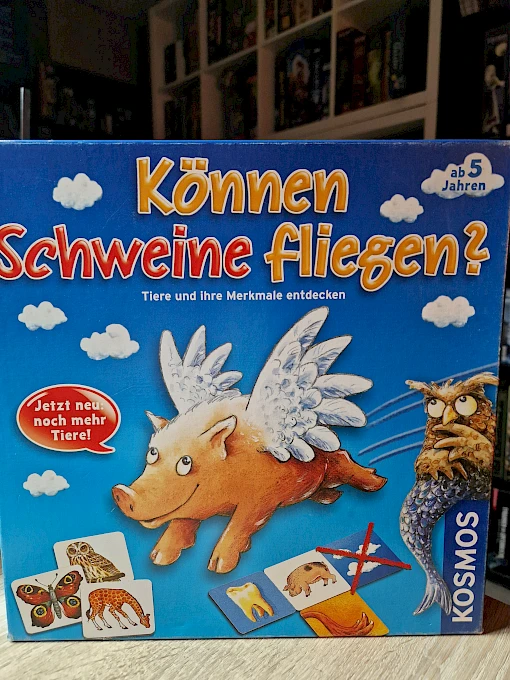 Können
ab 5
Jahren
Schweine fliegen?
Tiere und ihre Merkmale entdecken
Jetzt neu:
noch mehr
Tiere!
KOSMOS